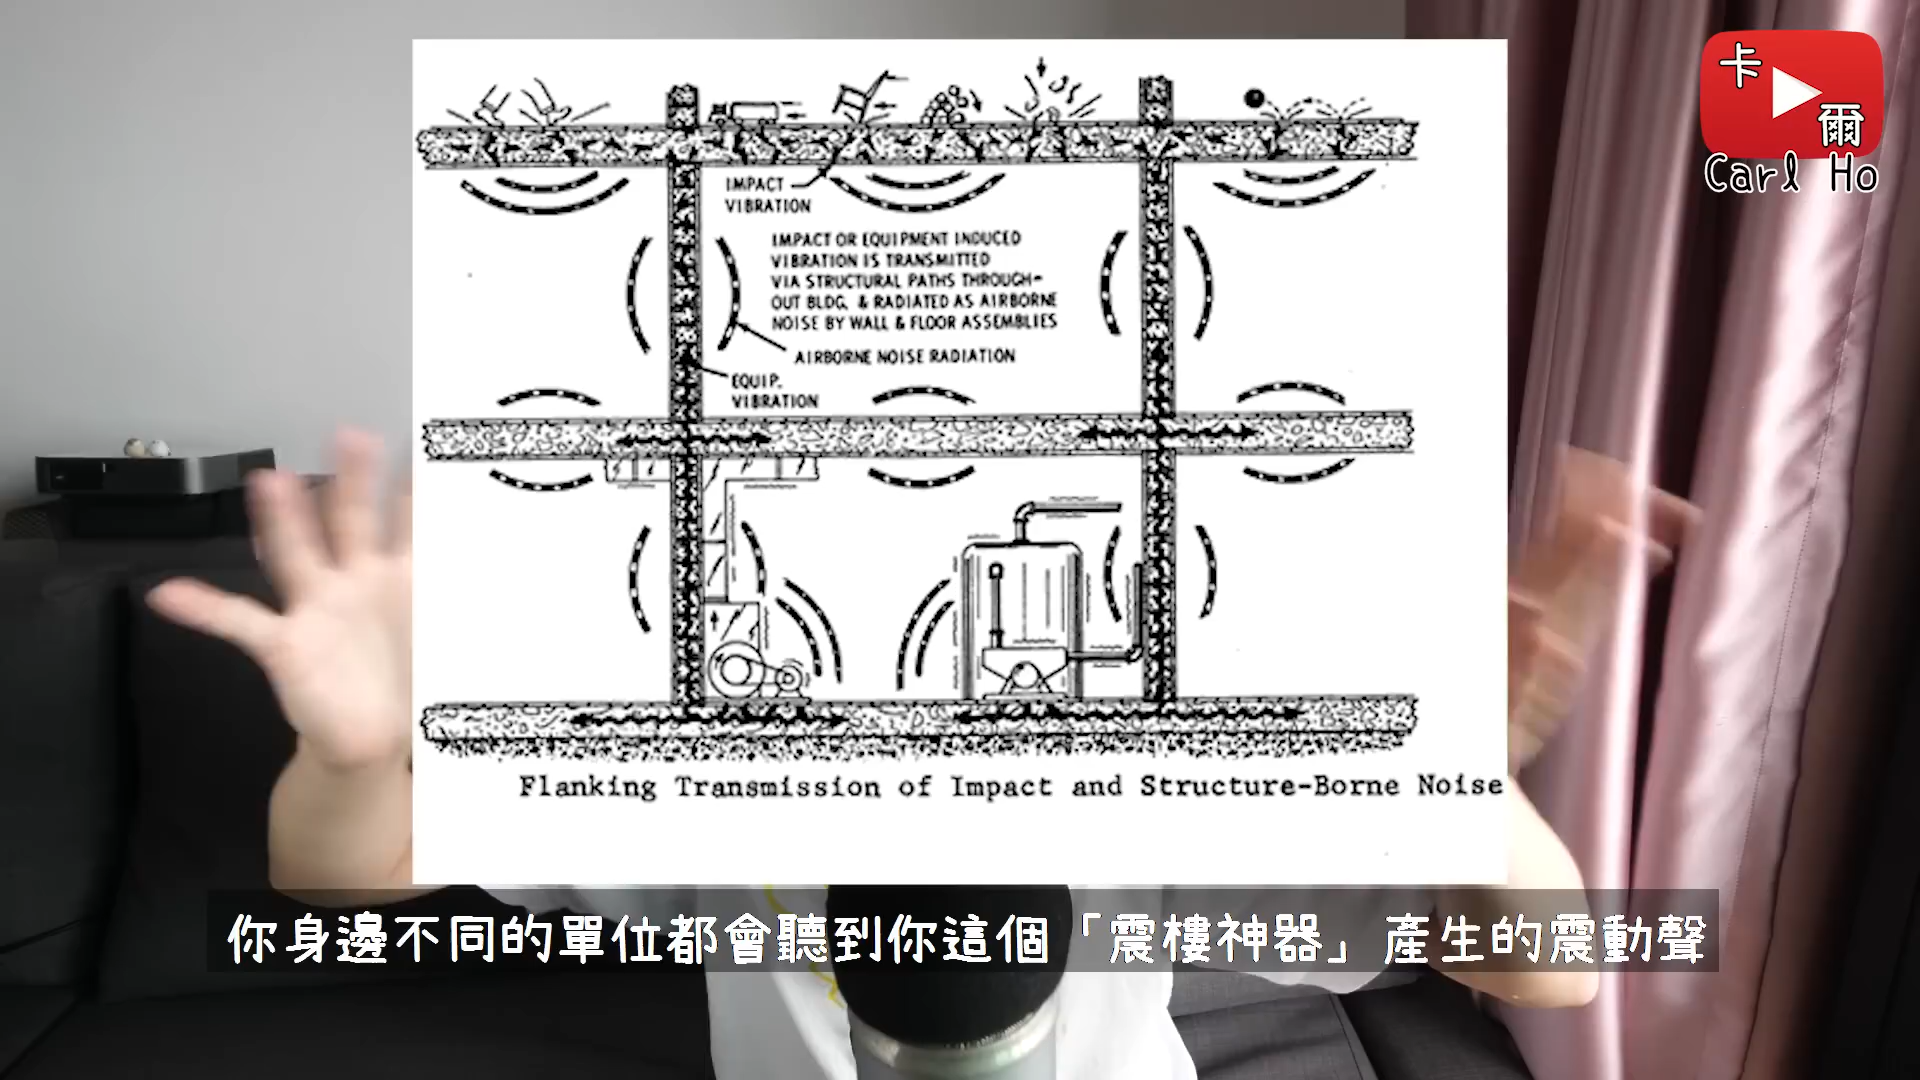 卡
爾
Carl Ho
IMPACT
VIBRATION
IMPACT OR EQUIPMENT INDUCED
VIBRATION IS TRANSMITTED
VIA STRUCTURAL PATHS THROUGH-
OUT BLDG. & RADIATED AS AIRBORNE
NOISE BY WALL & FLOOR ASSEMBLIES
AIRBORNE NOISE RADIATION
EQUIP.
VIBRATION
Flanking Transmission of Impact and Structure-Borne Noise
你身邊不同的單位都會聽到你這個「震樓神器」產生的震動聲